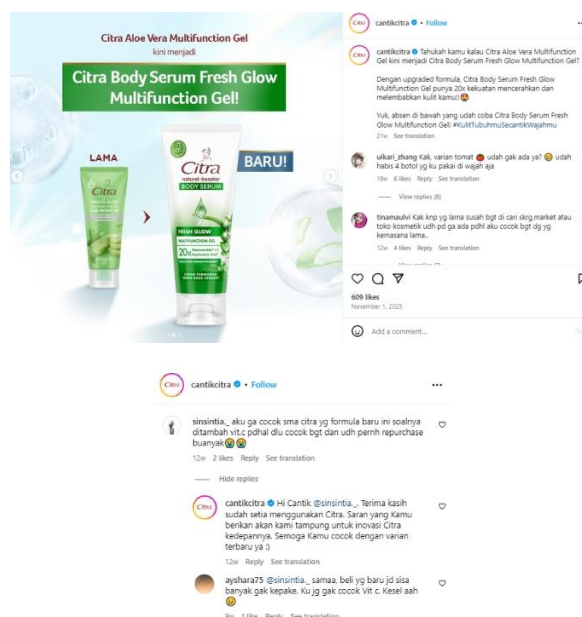 Citra Aloe Vera Multifunction Gel
kini menjadi
Citra Body Serum Fresh Glow
Multifunction Gel!
LAMA
BARU!
Citra
Citra
natural-booster
BODY SERUM
FRESH GLOW
MULTIFUNCTION GEL
20x
cantikcitra • Follow
cantikcitra Tahukah kamu kalau Citra Aloe Vera Multifunction
Gel kini menjadi Citra Body Serum Fresh Glow Multifunction Gel?
Dengan upgraded formula, Citra Body Serum Fresh Glow
Multifunction Gel punya 20x kekuatan mencerahkan dan
melembabkan kulit kamu!!😍
Yuk, absen di bawah yang udah coba Citra Body Serum Fresh
Glow Multifunction Gel! #KulitTubuhmuSecantikWajahmu
21w See translation
uikari_zhang Kak, varian tomat 🍅 udah gak ada ya? 🥺 udah
habis 4 botol yg ku pakai di wajah aja
18w 6 likes Reply See translation
View replies (8)
tinamaulvi Kak knp yg lama susah bgt di cari skrg.market atau
toko kosmetik udh pd ga ada pdhl aku cocok bgt dg yg
kemasana lama..
12w 4 likes Reply See translation
609 likes
November 1, 2023
Add a comment...
cantikcitra • Follow
sinsintia._ aku ga cocok sma citra yg formula baru ini soalnya
ditambah vit.c pdhal dlu cocok bgt dan udh pernh repurchase
buanyak😭😭
12w 2 likes Reply See translation
Hide replies
cantikcitra Hi Cantik @sinsintia._, Terima kasih
sudah setia menggunakan Citra. Saran yang Kamu
berikan akan kami tampung untuk inovasi Citra
kedepannya. Semoga Kamu cocok dengan varian
terbaru ya :)
12w Reply See translation
ayshara75 @sinsintia._ samaa, beli yg baru jd sisa
banyak gak kepake. Ku jg gak cocok Vit c. Kesel aah
😢
9w 1 like Reply See translation